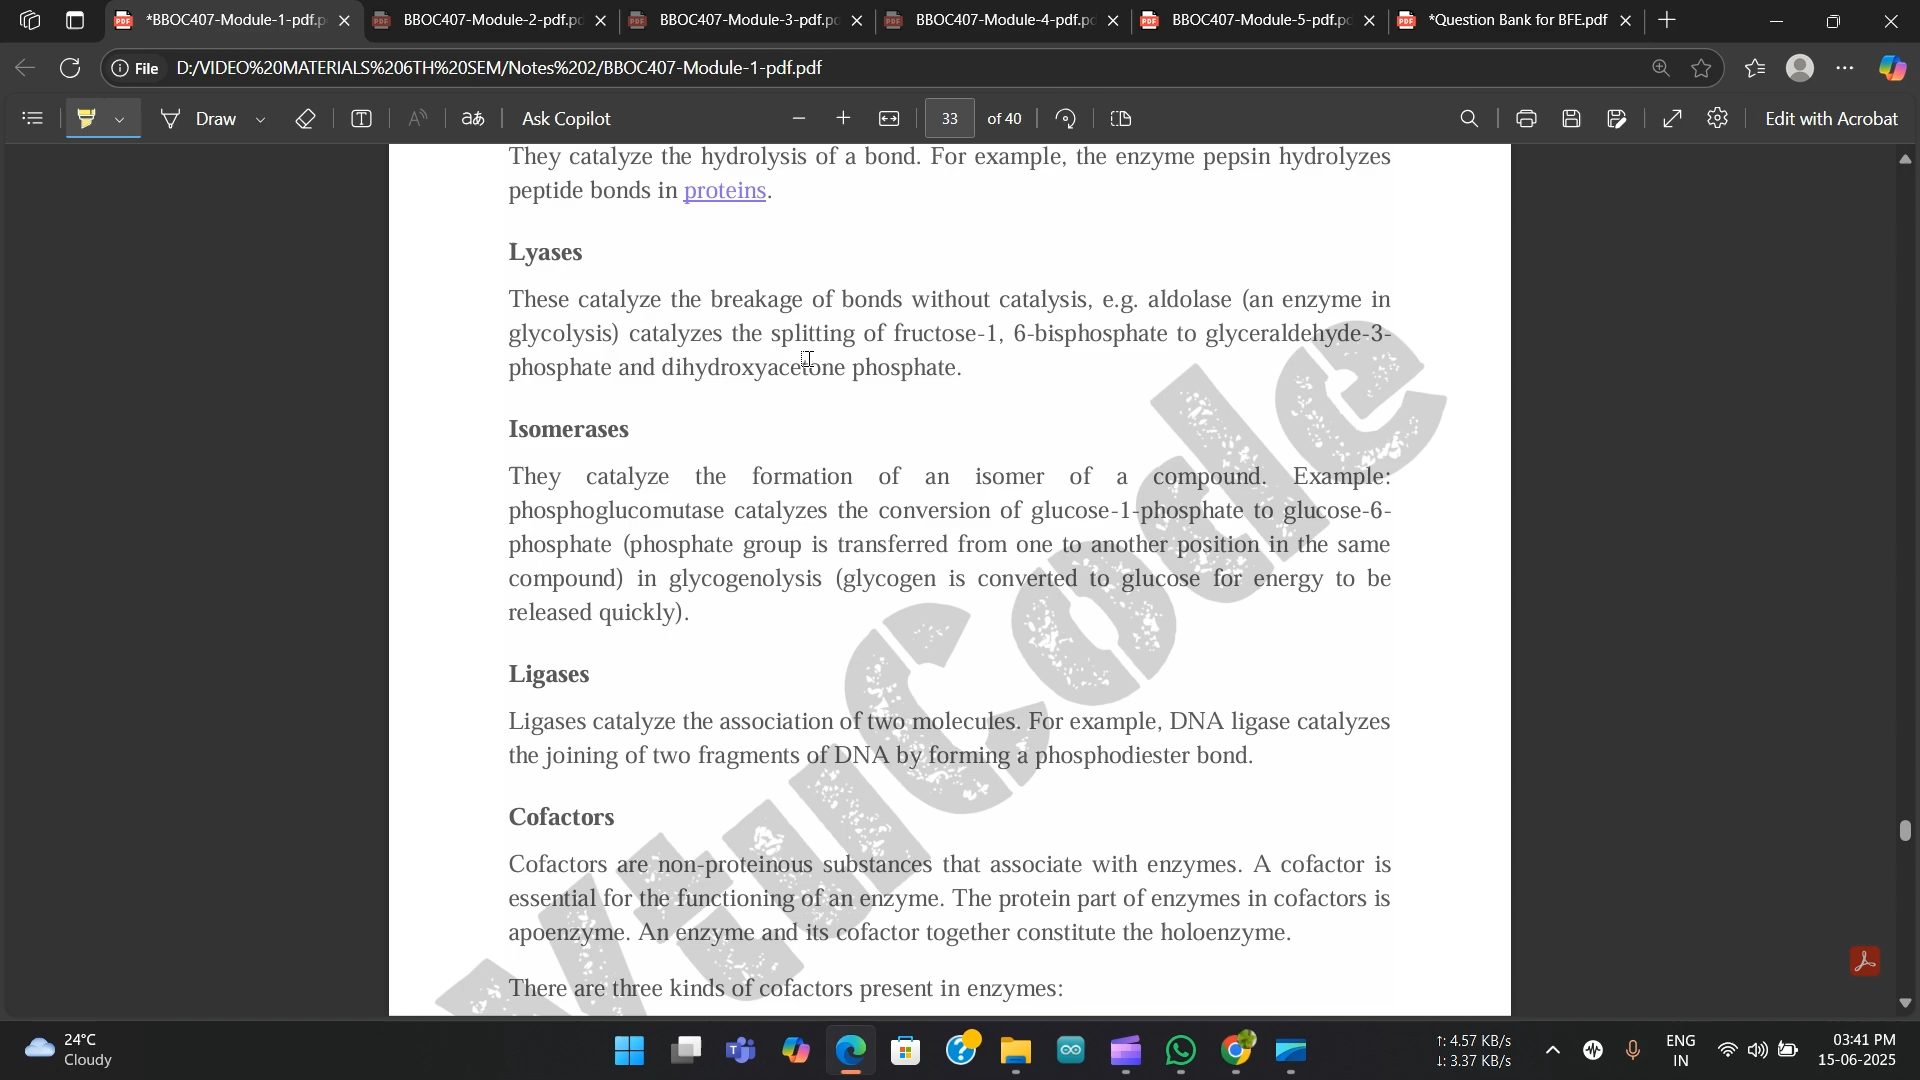 *BBOC407-Module-1-pdf.p
BBOC407-Module-2-pdf.pd
BBOC407-Module-3-pdf.pd
BBOC407-Module-4-pdf.pd
BBOC407-Module-5-pdf.pd
*Question Bank for BFE.pdf
File D:/VIDEO%20MATERIALS%206TH%20SEM/Notes%202/BBOC407-Module-1-pdf.pdf
Draw
Ask Copilot
33 of 40
Edit with Acrobat
They catalyze the hydrolysis of a bond. For example, the enzyme pepsin hydrolyzes
peptide bonds in proteins.
Lyases
These catalyze the breakage of bonds without catalysis, e.g. aldolase (an enzyme in
glycolysis) catalyzes the splitting of fructose-1, 6-bisphosphate to glyceraldehyde-3-
phosphate and dihydroxyacetone phosphate.
Isomerases
They catalyze the formation of an isomer of a compound. Example:
phosphoglucomutase catalyzes the conversion of glucose-1-phosphate to glucose-6-
phosphate (phosphate group is transferred from one to another position in the same
compound) in glycogenolysis (glycogen is converted to glucose for energy to be
released quickly).
Ligases
Ligases catalyze the association of two molecules. For example, DNA ligase catalyzes
the joining of two fragments of DNA by forming a phosphodiester bond.
Cofactors
Cofactors are non-proteinous substances that associate with enzymes. A cofactor is
essential for the functioning of an enzyme. The protein part of enzymes in cofactors is
apoenzyme. An enzyme and its cofactor together constitute the holoenzyme.
There are three kinds of cofactors present in enzymes:
vtuCode
24°C
Cloudy
↑: 4.57 KB/s
↓: 3.37 KB/s
ENG
IN
03:41 PM
15-06-2025